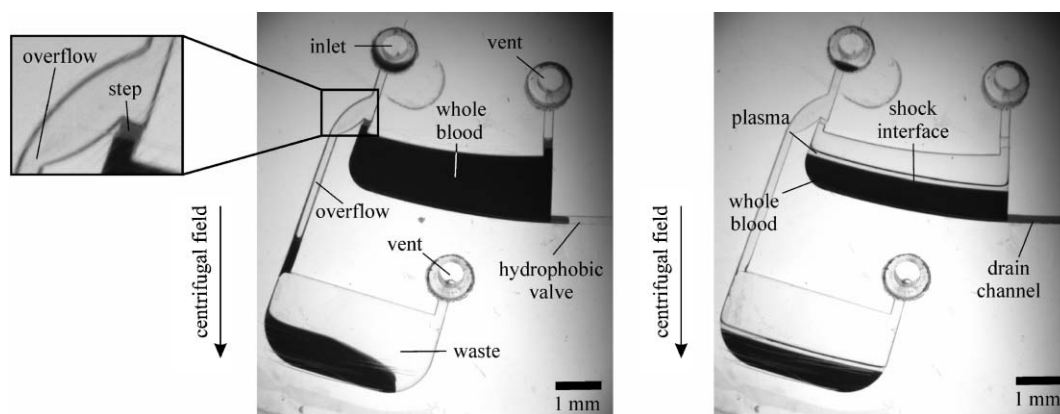 overflow
step
inlet
vent
whole
blood
overflow
vent
hydrophobic
valve
waste
centrifugal field
1 mm
plasma
shock
interface
whole
blood
drain
channel
centrifugal field
1 mm